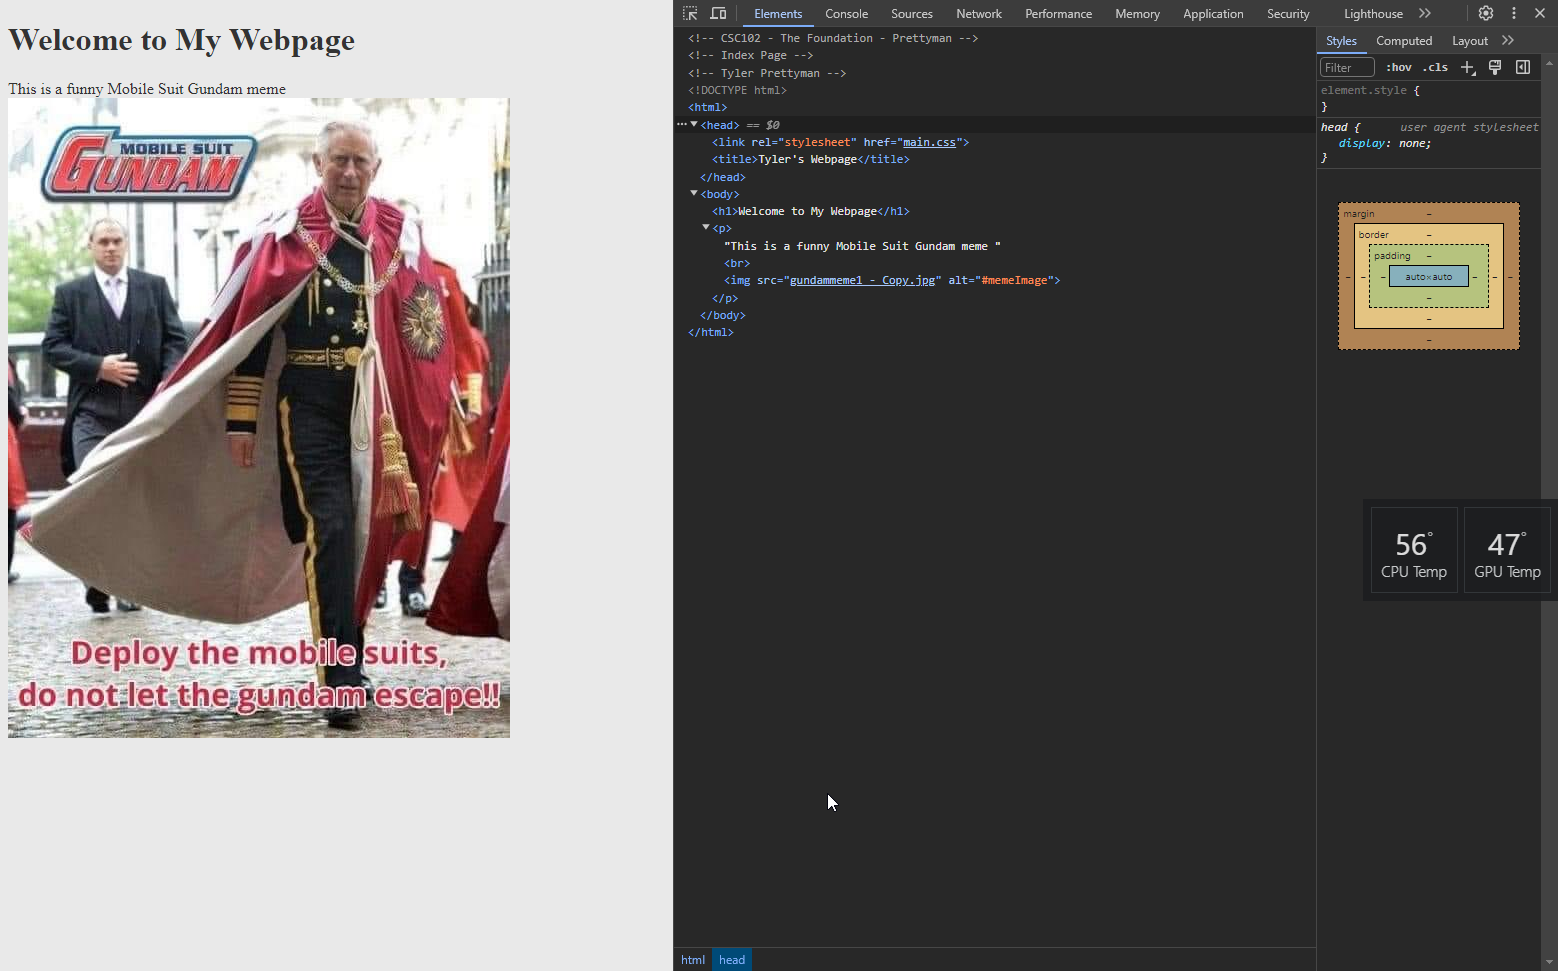 Welcome to My Webpage
This is a funny Mobile Suit Gundam meme
MOBILE SUIT
GUNDAM
Deploy the mobile suits,
do not let the gundam escape!!
Elements Console Sources Network Performance Memory Application Security Lighthouse
<!-- CSC102 - The Foundation - Prettyman -->
<!-- Index Page -->
<!-- Tyler Prettyman -->
<!DOCTYPE html>
<html>
<head> == $0
<link rel="stylesheet" href="main.css">
<title>Tyler's Webpage</title>
</head>
<body>
<h1>Welcome to My Webpage</h1>
<p>
"This is a funny Mobile Suit Gundam meme "
<br>
<img src="gundammeme1 - Copy.jpg" alt="#memeImage">
</p>
</body>
</html>
html head
Styles Computed Layout
Filter :hov .cls
element.style {
}
head { user agent stylesheet
display: none;
}
margin –
border –
padding –
– – – auto×auto – – –
–
–
–
56° 47°
CPU Temp GPU Temp